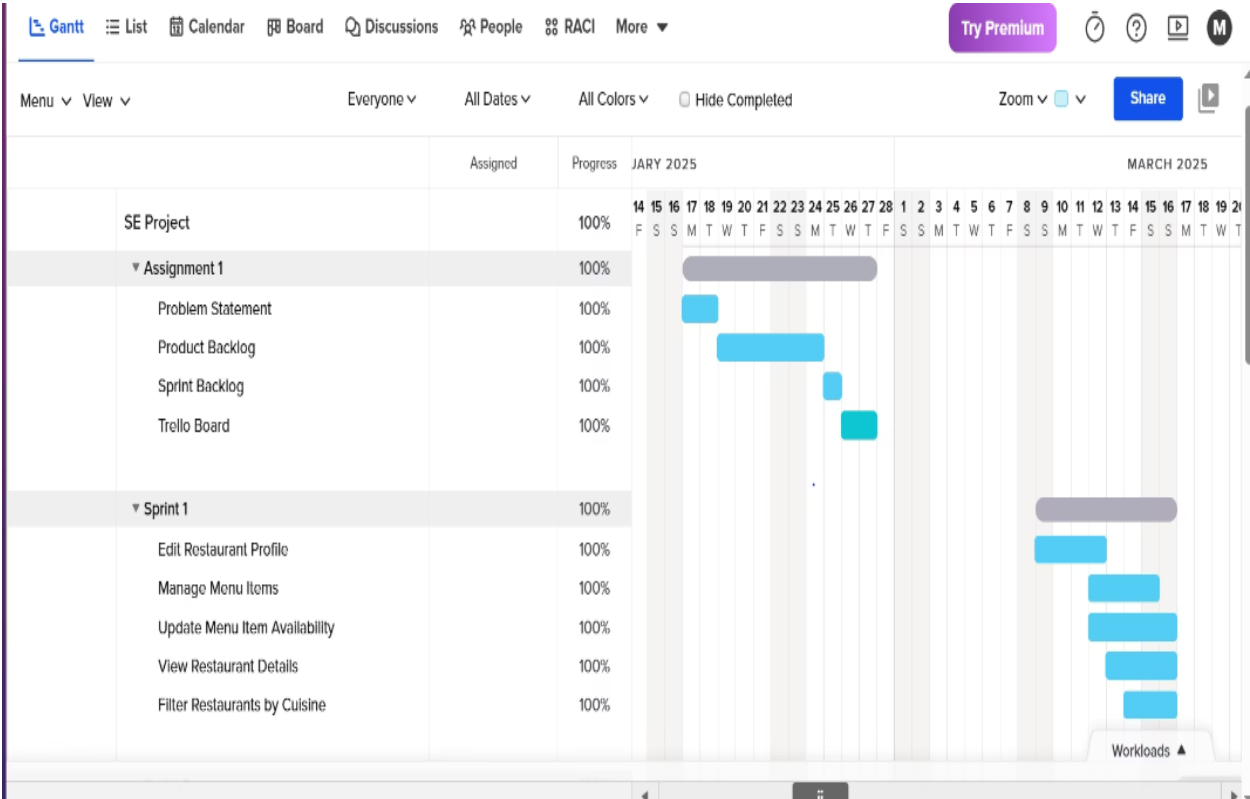 Gantt List Calendar Board Discussions People RACI More Try Premium M
Menu View Everyone All Dates All Colors Hide Completed Zoom Share
Assigned Progress UARY 2025 MARCH 2025
14 15 16 17 18 19 20 21 22 23 24 25 26 27 28 1 2 3 4 5 6 7 8 9 10 11 12 13 14 15 16 17 18 19
SE Project 100%
F S S M T W T F S S M T W T F S S M T W T F S S M T W T F S S M T W T
Assignment 1 100%
Problem Statement 100%
Product Backlog 100%
Sprint Backlog 100%
Trello Board 100%
Sprint 1 100%
Edit Restaurant Profile 100%
Manage Menu Items 100%
Update Menu Item Availability 100%
View Restaurant Details 100%
Filter Restaurants by Cuisine 100%
Workloads